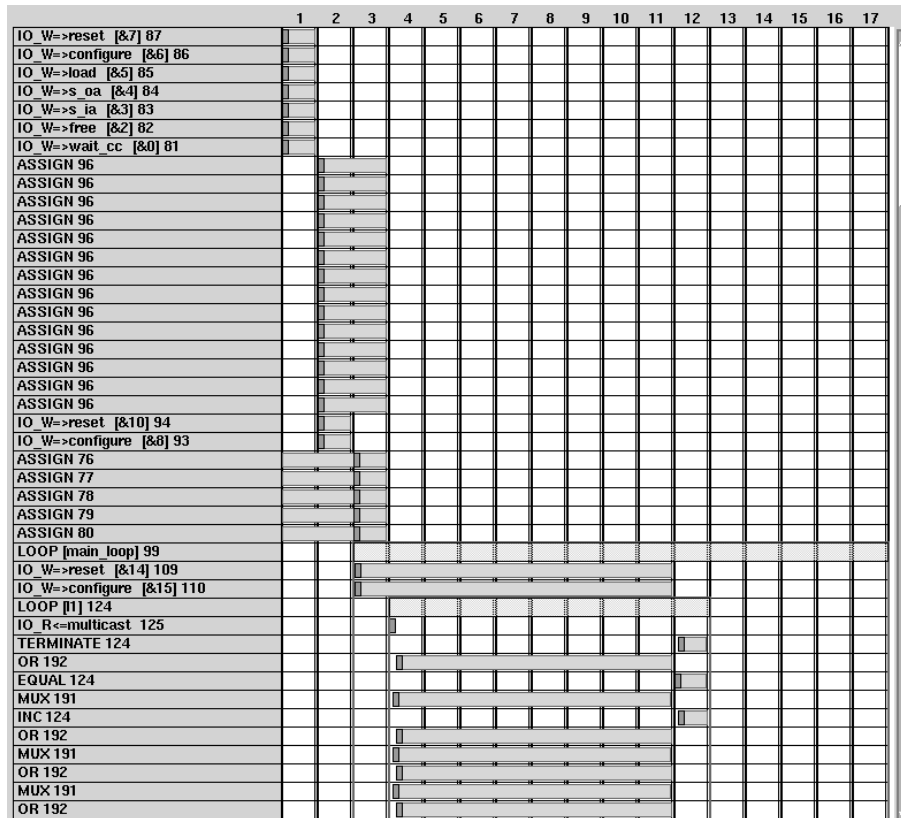 1 2 3 4 5 6 7 8 9 10 11 12 13 14 15 16 17
IO_W=>reset [&7] 87
IO_W=>configure [&6] 86
IO_W=>load [&5] 85
IO_W=>s_oa [&4] 84
IO_W=>s_ia [&3] 83
IO_W=>free [&2] 82
IO_W=>wait_cc [&0] 81
ASSIGN 96
ASSIGN 96
ASSIGN 96
ASSIGN 96
ASSIGN 96
ASSIGN 96
ASSIGN 96
ASSIGN 96
ASSIGN 96
ASSIGN 96
ASSIGN 96
ASSIGN 96
ASSIGN 96
ASSIGN 96
IO_W=>reset [&10] 94
IO_W=>configure [&8] 93
ASSIGN 76
ASSIGN 77
ASSIGN 78
ASSIGN 79
ASSIGN 80
LOOP [main_loop] 99
IO_W=>reset [&14] 109
IO_W=>configure [&15] 110
LOOP [l1] 124
IO_R<=multicast 125
TERMINATE 124
OR 192
EQUAL 124
MUX 191
INC 124
OR 192
MUX 191
OR 192
MUX 191
OR 192